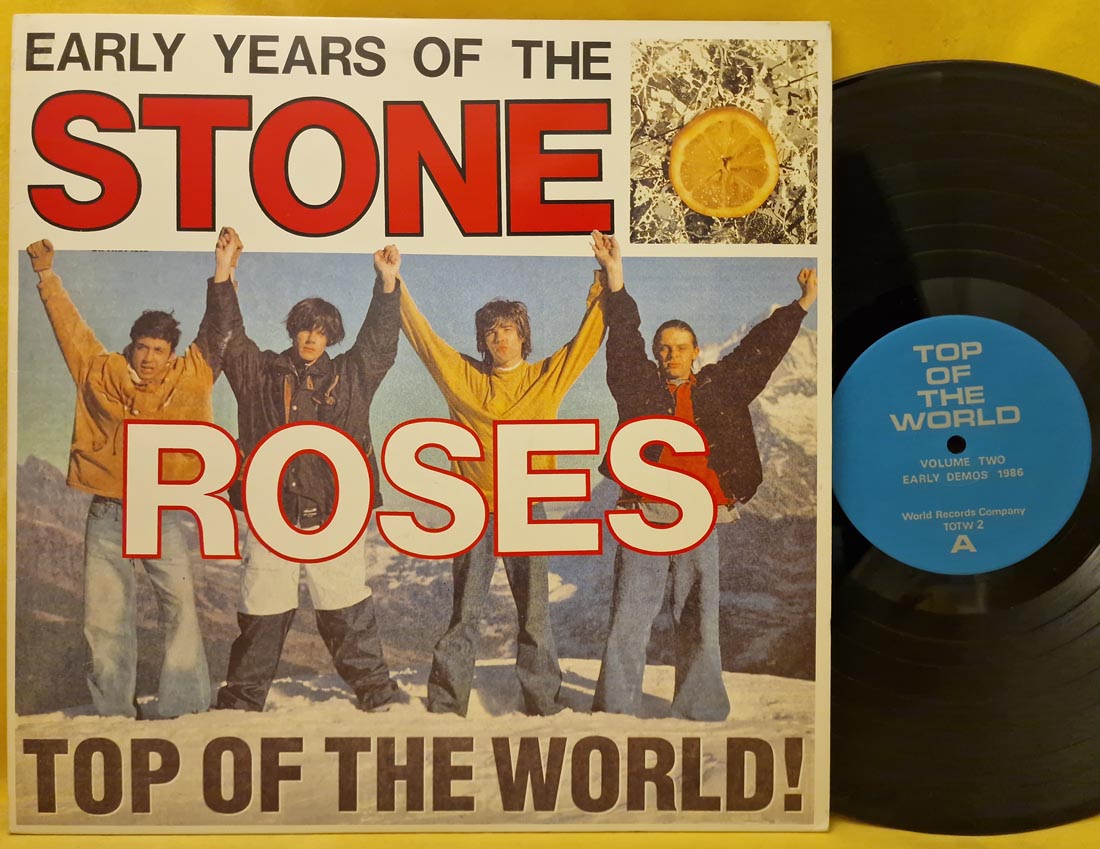 EARLY YEARS OF THE
STONE
ROSES
TOP OF THE WORLD!
TOP
OF
THE
WORLD
VOLUME TWO
EARLY DEMOS 1986
World Records Company
TOTW 2
A